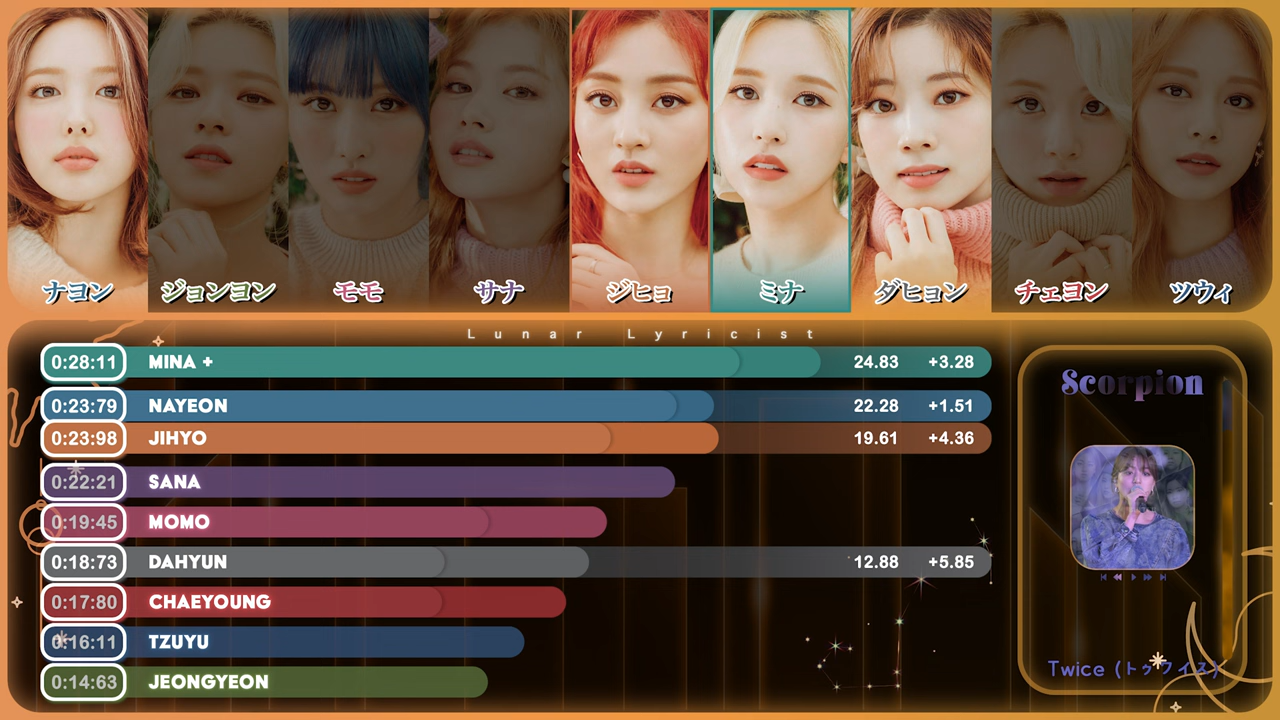 ナヨン ジョンヨン モモ サナ ジヒョ ミナ ダヒョン チェヨン ツウィ
Lunar Lyricist
0:28:11 MINA + 24.83 +3.28
0:23:79 NAYEON 22.28 +1.51
0:23:98 JIHYO 19.61 +4.36
0:22:21 SANA
0:19:45 MOMO
0:18:73 DAHYUN 12.88 +5.85
0:17:80 CHAEYOUNG
0:16:11 TZUYU
0:14:63 JEONGYEON
Scorpion
Twice (トゥワイス)